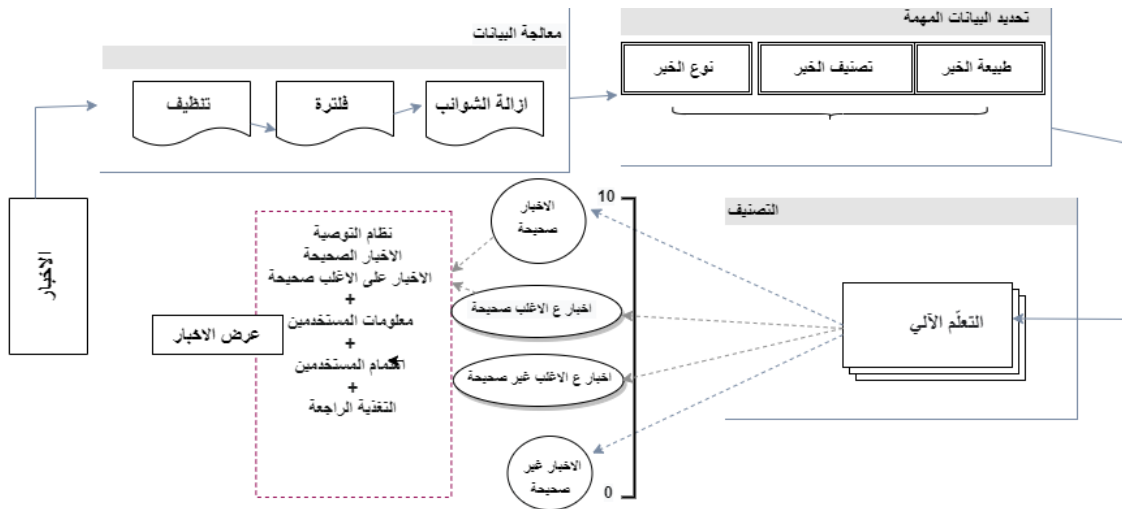 تحديد البيانات المهمة
طبيعة الخبر
تصنيف الخبر
نوع الخبر
معالجة البيانات
ازالة الشوائب
فلترة
تنظيف
الاخبار
التصنيف
التعلّم الآلي
10
0
الاخبار
صحيحة
اخبار ع الاغلب صحيحة
اخبار ع الاغلب غير صحيحة
الاخبار غير
صحيحة
نظام التوصية
الاخبار الصحيحة
الاخبار على الاغلب صحيحة
+
معلومات المستخدمين
+
المستخدمين
+
التغذية الراجعة
عرض الاخبار